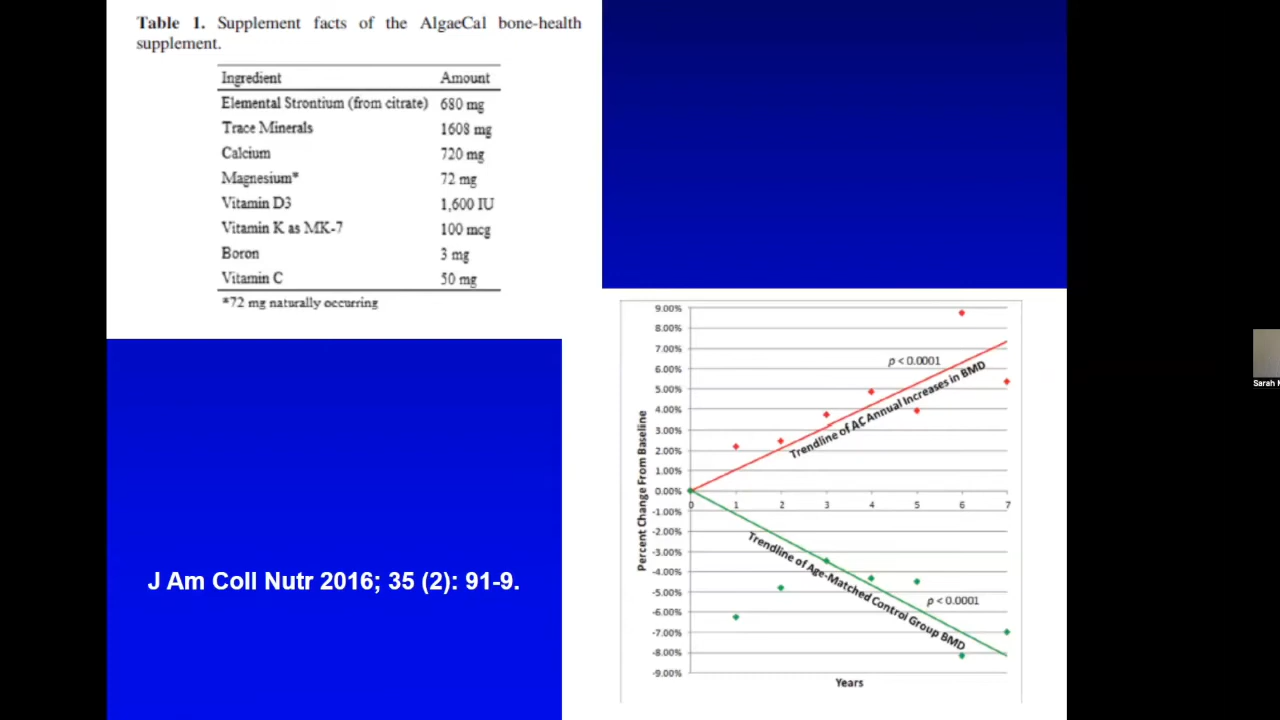 Table 1. Supplement facts of the AlgaeCal bone-health
supplement.
Ingredient Amount
Elemental Strontium (from citrate) 680 mg
Trace Minerals 1608 mg
Calcium 720 mg
Magnesium* 72 mg
Vitamin D3 1,600 IU
Vitamin K as MK-7 100 mcg
Boron 3 mg
Vitamin C 50 mg
*72 mg naturally occurring
J Am Coll Nutr 2016; 35 (2): 91-9.
Percent Change From Baseline
9.00%
8.00%
7.00%
6.00%
5.00%
4.00%
3.00%
2.00%
1.00%
0.00%
-1.00%
-2.00%
-3.00%
-4.00%
-5.00%
-6.00%
-7.00%
-8.00%
-9.00%
p < 0.0001
Trendline of AC Annual Increases in BMD
0 1 2 3 4 5 6 7
Trendline of Age-Matched Control Group BMD
p < 0.0001
Years
Sarah